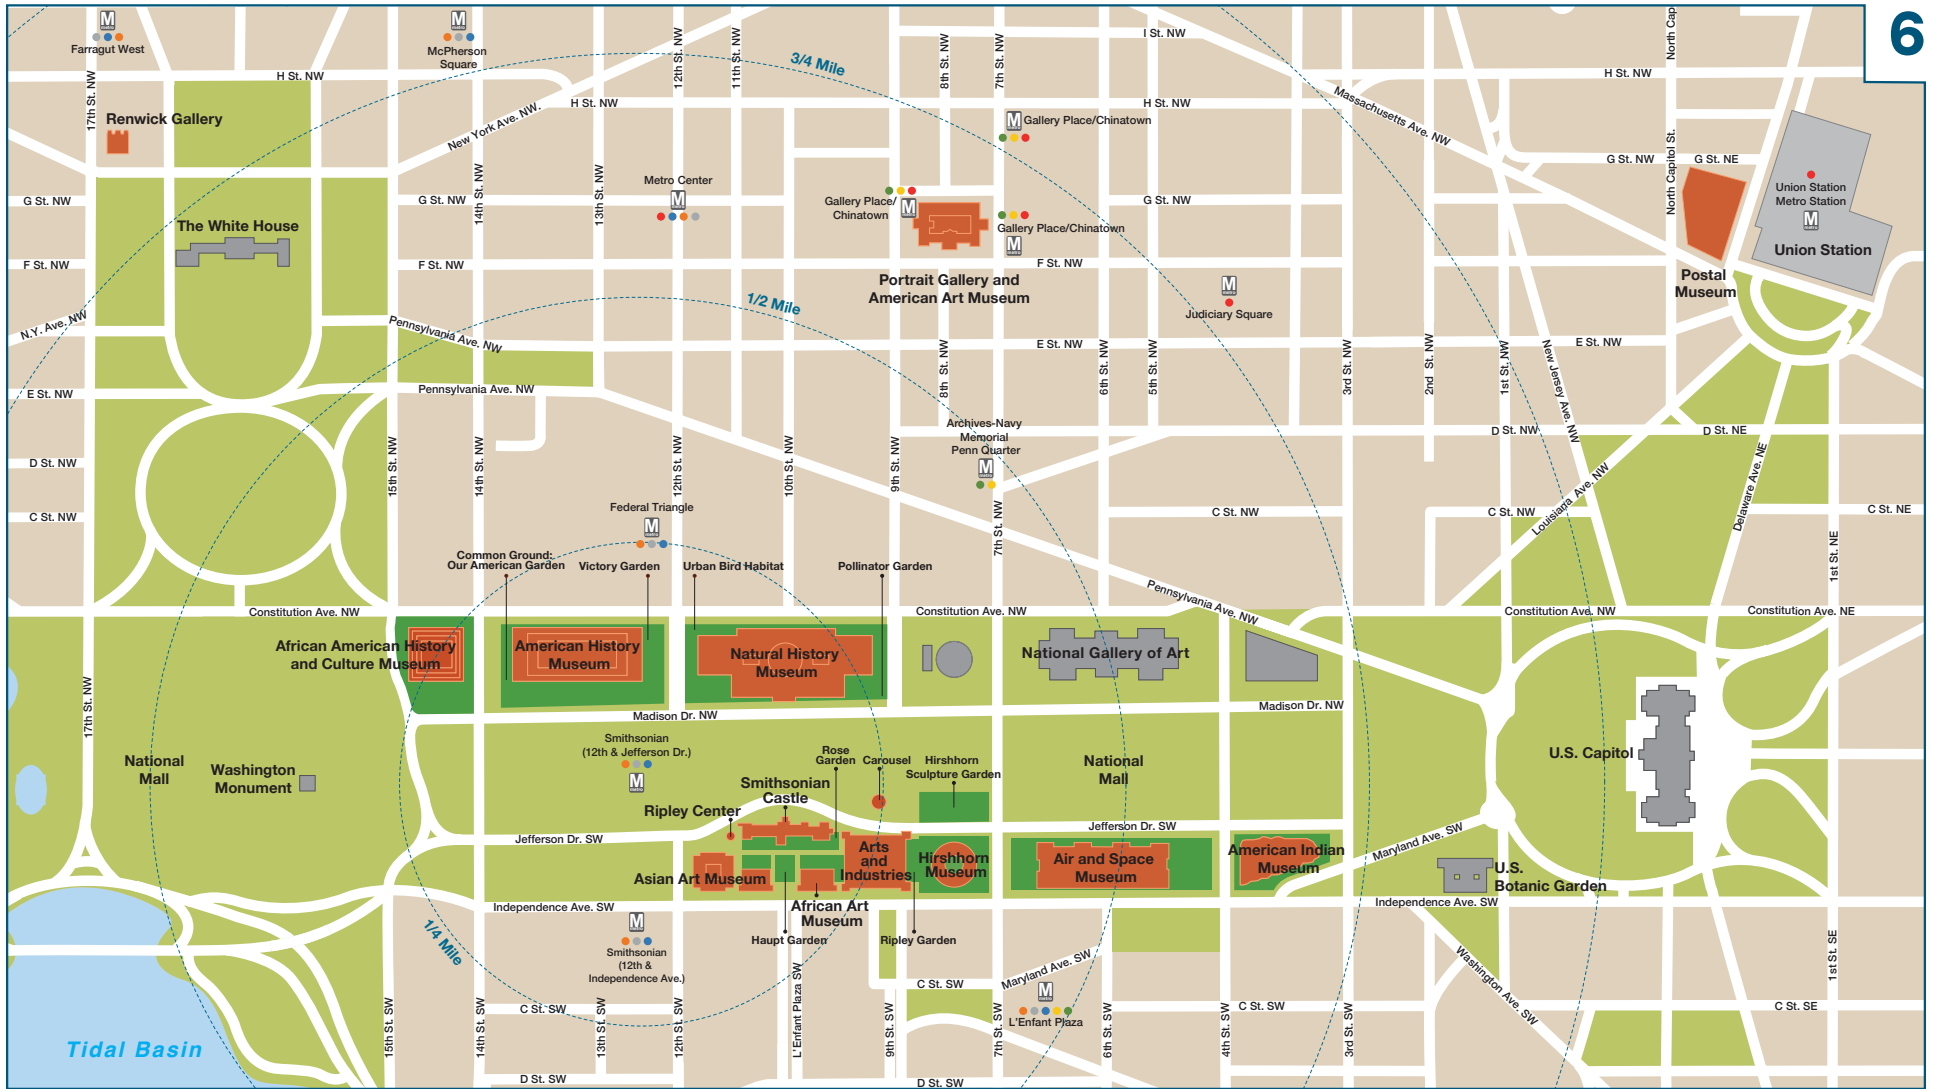 6
M
Farragut West
M
McPherson
Square
12th St. NW
11th St. NW
3/4 Mile
8th St. NW
7th St. NW
I St. NW
North Cap
H St. NW
H St. NW
17th St. NW
Renwick Gallery
New York Ave. NW.
H St. NW
H St. NW
Massachusetts Ave. NW
M
Gallery Place/Chinatown
G St. NW
G St. NE
North Capitol St.
Metro Center
M
Union Station
Metro Station
M
Union Station
G St. NW
G St. NW
14th St. NW
13th St. NW
Gallery Place/
Chinatown
M
G St. NW
The White House
Gallery Place/Chinatown
M
F St. NW
F St. NW
F St. NW
Portrait Gallery and
American Art Museum
Postal
Museum
M
Judiciary Square
1/2 Mile
N.Y. Ave. NW
Pennsylvania Ave. NW
E St. NW
E St. NW
8th St. NW
6th St. NW
5th St. NW
3rd St. NW
2nd St. NW
1st St. NW
New Jersey Ave. NW
E St. NW
Pennsylvania Ave. NW
Archives-Navy
Memorial
Penn Quarter
M
D St. NW
D St. NE
D St. NW
15th St. NW
14th St. NW
12th St. NW
10th St. NW
9th St. NW
7th St. NW
Louisiana Ave. NW
Delaware Ave. NE
C St. NW
Federal Triangle
M
C St. NW
C St. NW
C St. NE
1st St. NE
Common Ground:
Our American Garden
Victory Garden
Urban Bird Habitat
Pollinator Garden
Pennsylvania Ave. NW
Constitution Ave. NW
Constitution Ave. NW
Constitution Ave. NW
Constitution Ave. NE
African American History
and Culture Museum
American History
Museum
Natural History
Museum
National Gallery of Art
17th St. NW
Madison Dr. NW
Madison Dr. NW
Smithsonian
(12th & Jefferson Dr.)
M
Rose
Garden
Carousel
Hirshhorn
Sculpture Garden
National
Mall
U.S. Capitol
National
Mall
Washington
Monument
Smithsonian
Castle
Ripley Center
Jefferson Dr. SW
Jefferson Dr. SW
Maryland Ave. SW
Arts
and
Industries
Hirshhorn
Museum
Air and Space
Museum
American Indian
Museum
U.S.
Botanic Garden
Asian Art Museum
African Art
Museum
Independence Ave. SW
Independence Ave. SW
1/4 Mile
M
Smithsonian
(12th &
Independence Ave.)
Haupt Garden
Ripley Garden
Maryland Ave. SW
Washington Ave. SW
1st St. SE
C St. SW
M
L'Enfant Plaza
C St. SW
C St. SW
C St. SE
Tidal Basin
15th St. SW
14th St. SW
13th St. SW
12th St. SW
L'Enfant Plaza SW
9th St. SW
7th St. SW
6th St. SW
4th St. SW
3rd St. SW
D St. SW
D St. SW